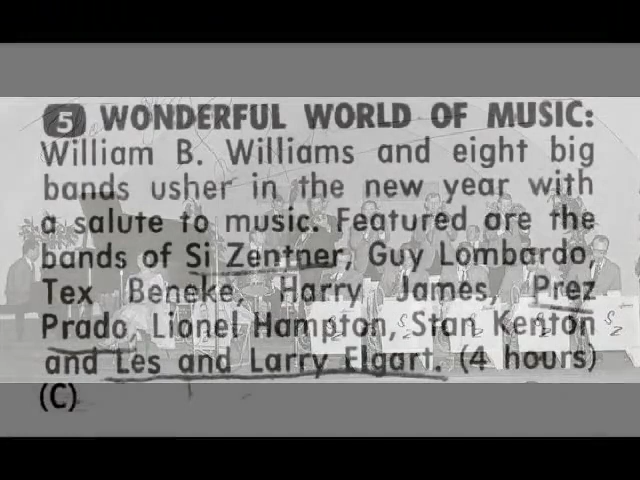 5 WONDERFUL WORLD OF MUSIC:
William B. Williams and eight big
bands usher in the new year with
a salute to music. Featured are the
bands of Si Zentner, Guy Lombardo,
Tex Beneke, Harry James, Prez
Prado, Lionel Hampton, Stan Kenton
and Les and Larry Elgart. (4 hours)
(C)